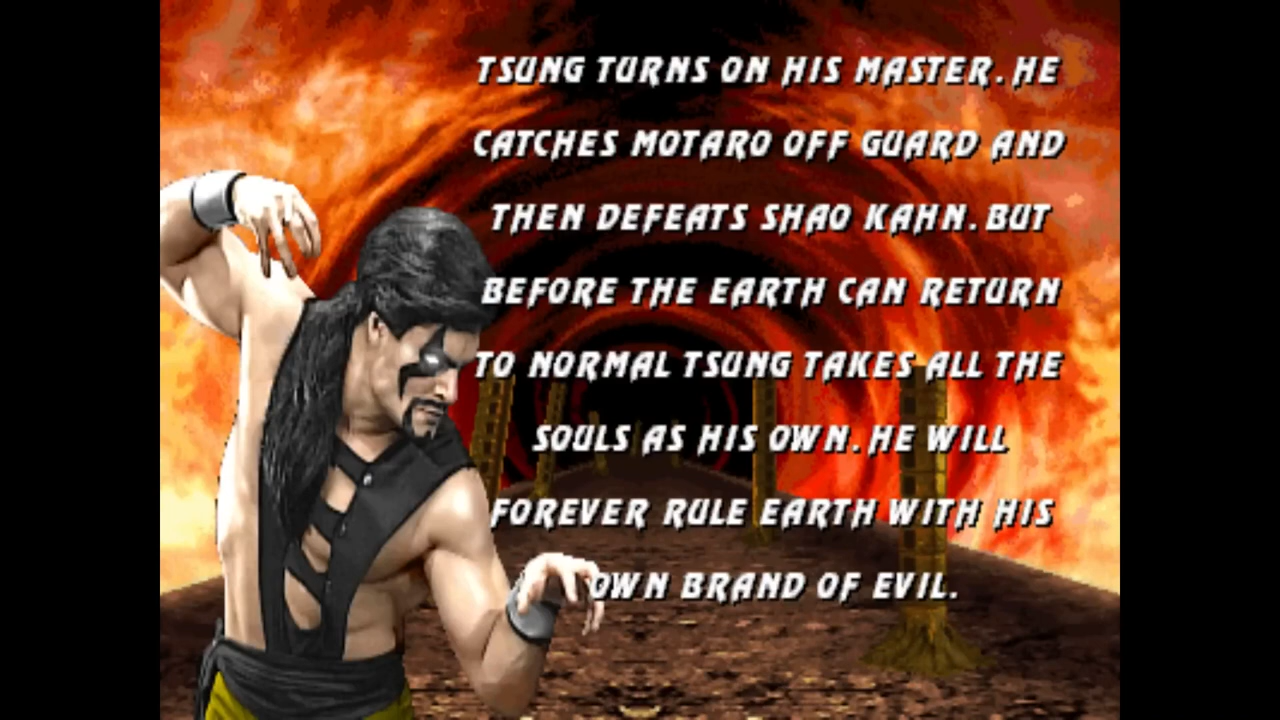 TSUNG TURNS ON HIS MASTER. HE
CATCHES MOTARO OFF GUARD AND
THEN DEFEATS SHAO KAHN. BUT
BEFORE THE EARTH CAN RETURN
TO NORMAL TSUNG TAKES ALL THE
SOULS AS HIS OWN. HE WILL
FOREVER RULE EARTH WITH HIS
OWN BRAND OF EVIL.